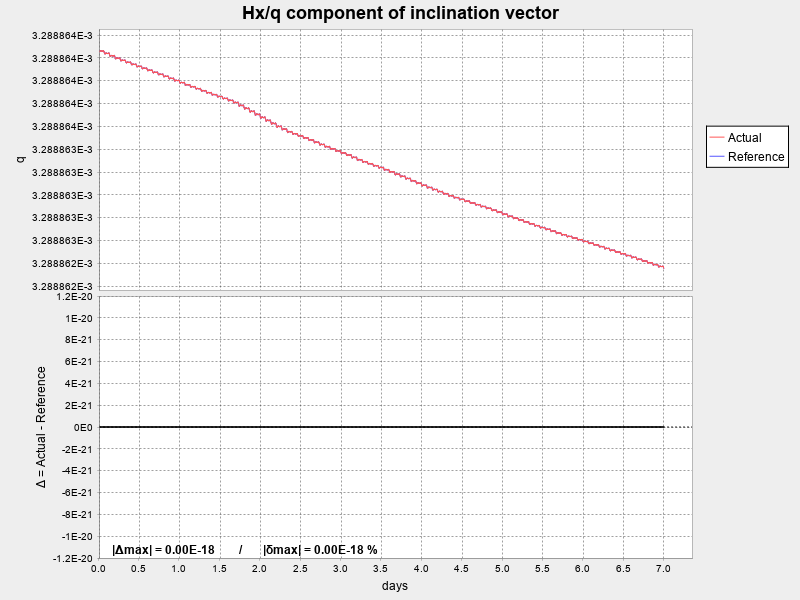 Hx/q component of inclination vector
3.288864E-3
3.288864E-3
3.288864E-3
3.288864E-3
3.288864E-3
3.288863E-3
3.288863E-3
3.288863E-3
3.288863E-3
3.288863E-3
3.288862E-3
3.288862E-3
q
Actual
Reference
1.2E-20
1E-20
8E-21
6E-21
4E-21
2E-21
0E0
-2E-21
-4E-21
-6E-21
-8E-21
-1E-20
-1.2E-20
Δ = Actual - Reference
|Δmax| = 0.00E-18 / |δmax| = 0.00E-18 %
0.0 0.5 1.0 1.5 2.0 2.5 3.0 3.5 4.0 4.5 5.0 5.5 6.0 6.5 7.0
days